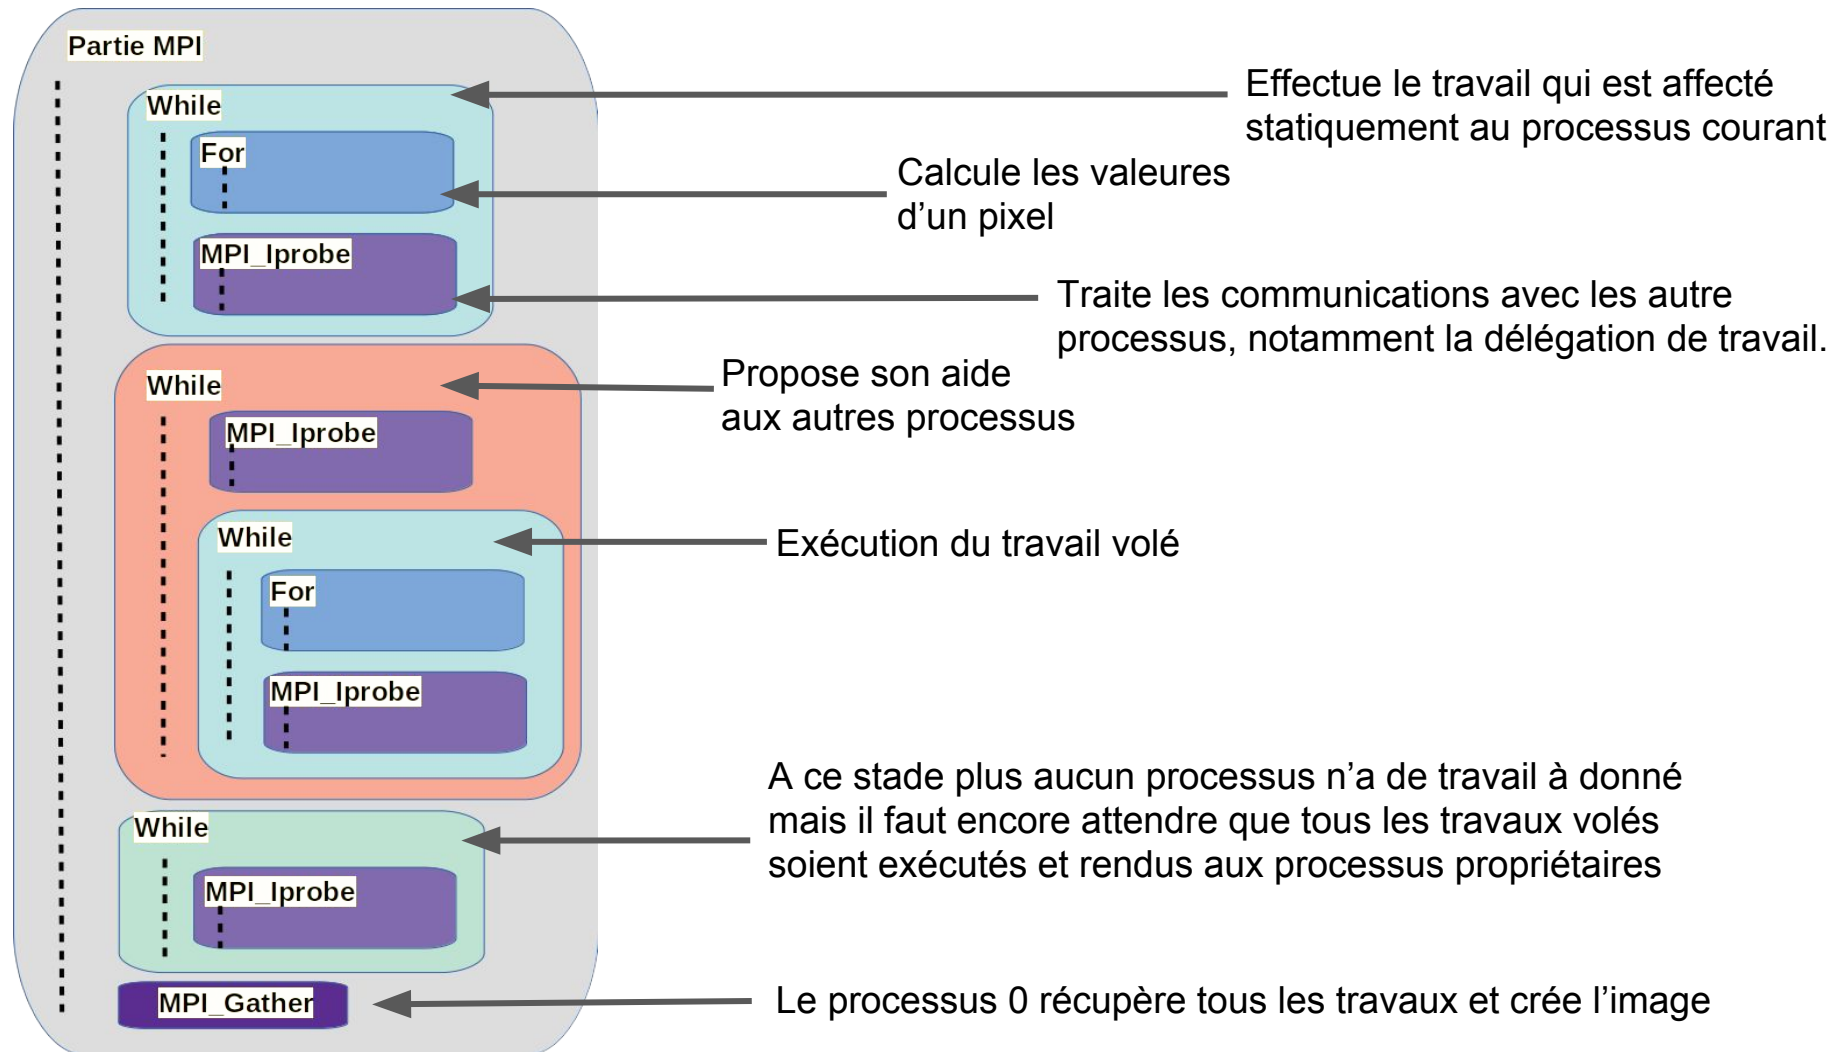 Partie MPI
While
For
MPI_Iprobe
Effectue le travail qui est affecté
statiquement au processus courant
Calcule les valeures
d’un pixel
Traite les communications avec les autre
processus, notamment la délégation de travail.
While
MPI_Iprobe
Propose son aide
aux autres processus
While
For
MPI_Iprobe
Exécution du travail volé
While
MPI_Iprobe
A ce stade plus aucun processus n’a de travail à donné
mais il faut encore attendre que tous les travaux volés
soient exécutés et rendus aux processus propriétaires
MPI_Gather
Le processus 0 récupère tous les travaux et crée l’image